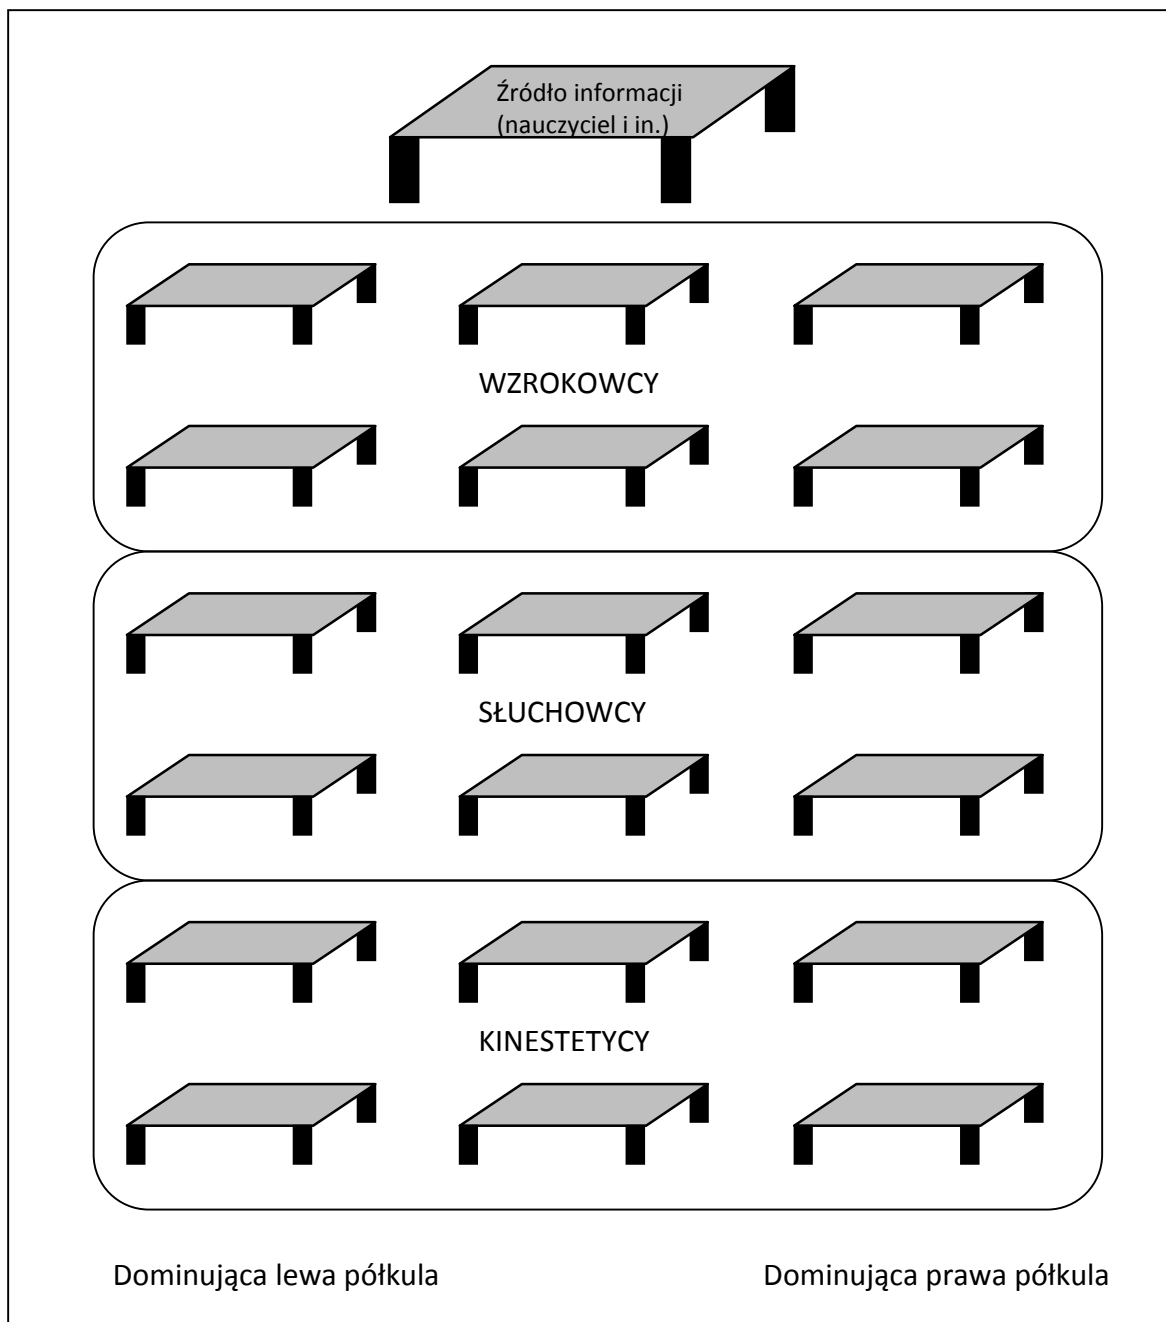 Źródło informacji
(nauczyciel i in.)
WZROKOWCY
SŁUCHOWCY
KINESTETYCY
Dominująca lewa półkula
Dominująca prawa półkula